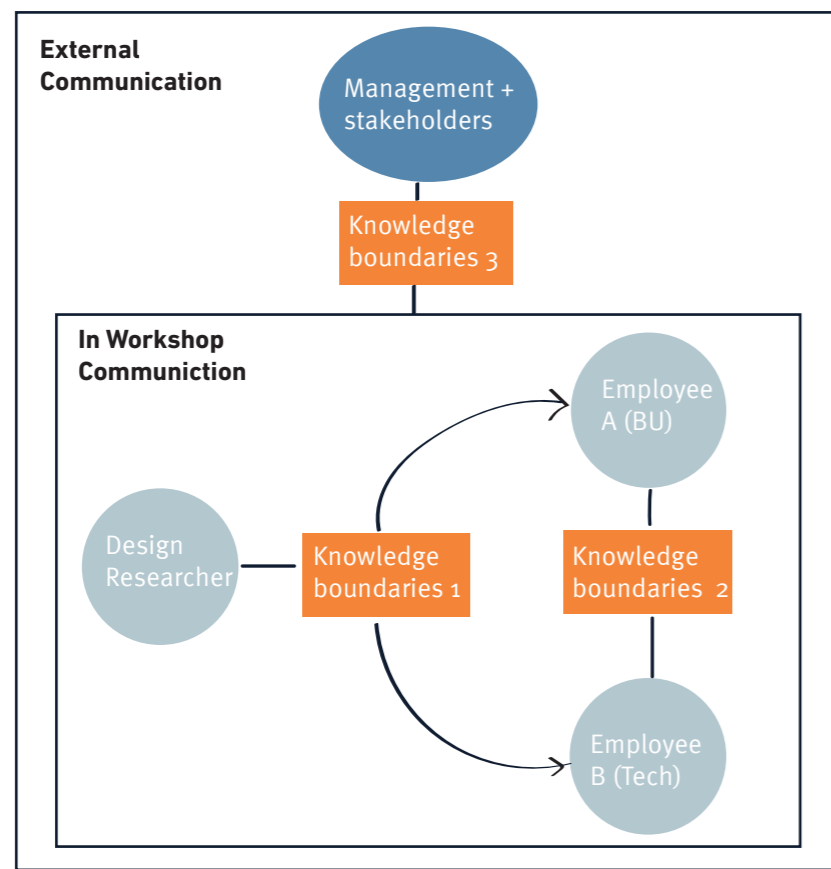 External
Communication
Management +
stakeholders
Knowledge
boundaries 3
In Workshop
Communiction
Employee
A (BU)
Design
Researcher
Knowledge
boundaries 1
Knowledge
boundaries 2
Employee
B (Tech)